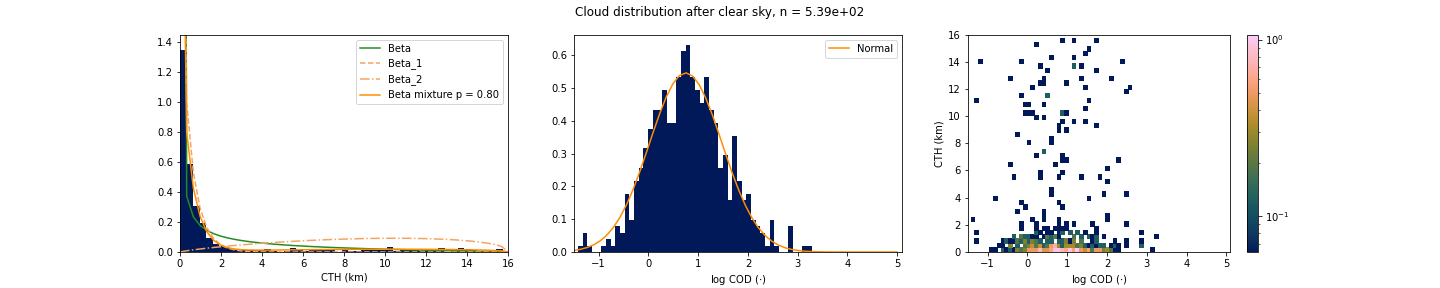 Cloud distribution after clear sky, n = 5.39e+02
1.4
1.2
1.0
0.8
0.6
0.4
0.2
0.0
0 2 4 6 8 10 12 14 16
CTH (km)
Beta
Beta_1
Beta_2
Beta mixture p = 0.80
0.6
0.5
0.4
0.3
0.2
0.1
0.0
−1 0 1 2 3 4 5
log COD (·)
Normal
16
14
12
10
8
6
4
2
0
CTH (km)
−1 0 1 2 3 4 5
log COD (·)
10⁰
10⁻¹